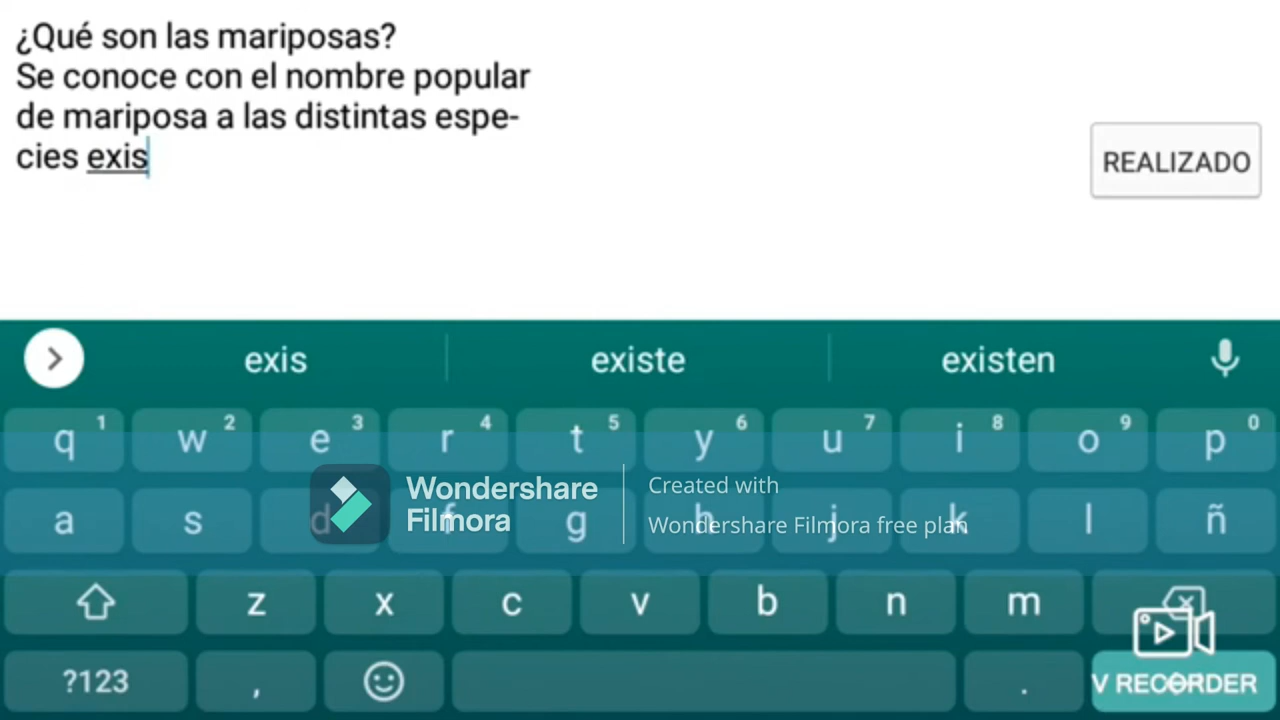 ¿Qué son las mariposas?
Se conoce con el nombre popular
de mariposa a las distintas espe-
cies exis
REALIZADO
exis existe existen
q 1 w 2 e 3 r 4 t 5 y 6 u 7 i 8 o 9 p 0
Wondershare
Filmora
Created with
Wondershare Filmora free plan
a s d f g h j k l ñ
z x c v b n m
?123 , .
V RECORDER